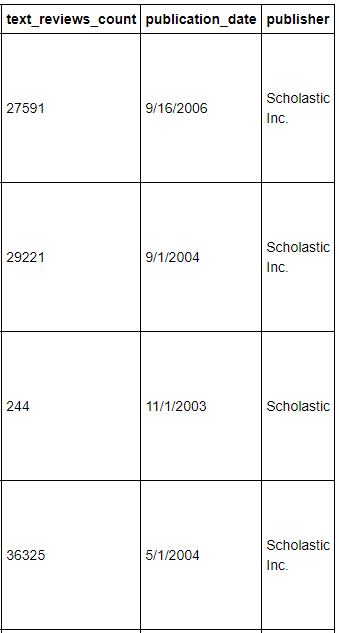 text_reviews_count publication_date publisher
27591 9/16/2006 Scholastic
Inc.
29221 9/1/2004 Scholastic
Inc.
244 11/1/2003 Scholastic
36325 5/1/2004 Scholastic
Inc.